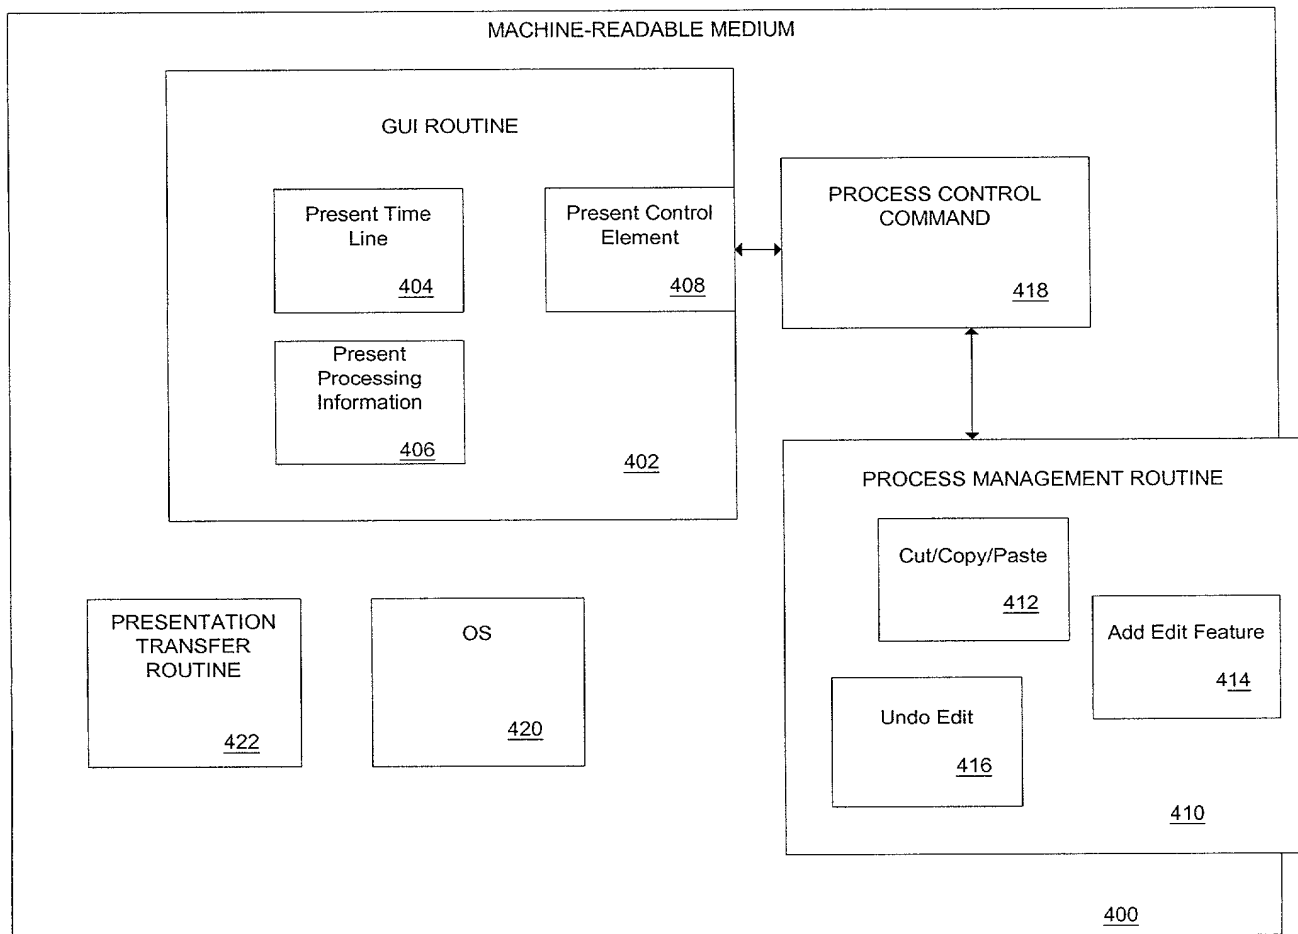 MACHINE-READABLE MEDIUM
GUI ROUTINE
Present Time
Line
404
Present Control
Element
408
PROCESS CONTROL
COMMAND
418
Present
Processing
Information
406
402
PROCESS MANAGEMENT ROUTINE
Cut/Copy/Paste
412
Add Edit Feature
414
Undo Edit
416
410
PRESENTATION
TRANSFER
ROUTINE
422
OS
420
400